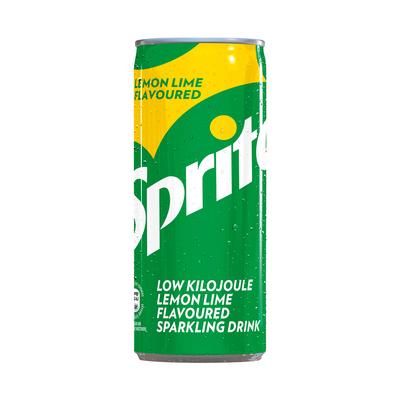 LEMON LIME
FLAVOURED
Sprite
LOW KILOJOULE
LEMON LIME
FLAVOURED
SPARKLING DRINK